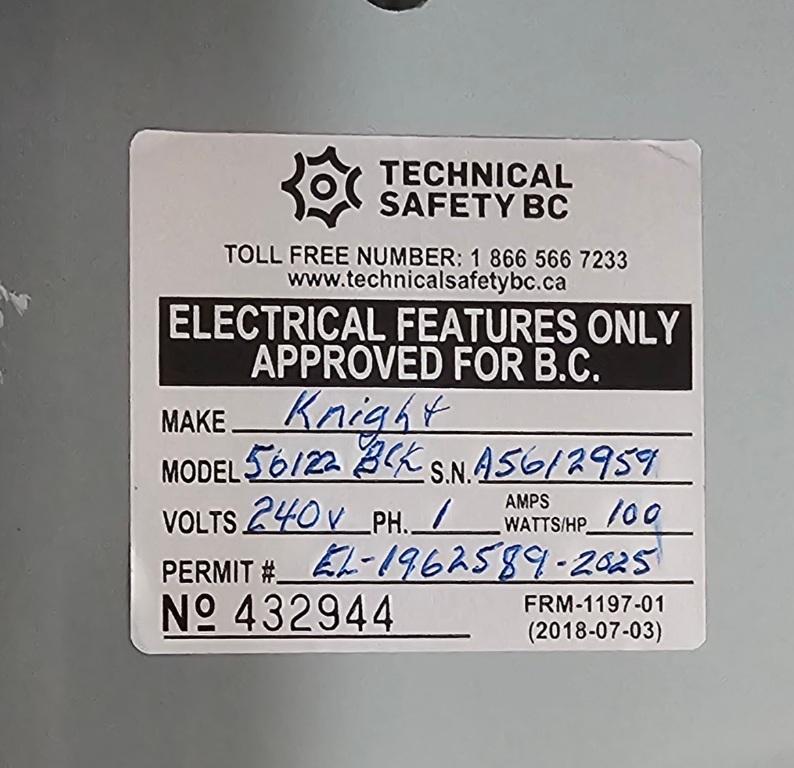 TECHNICAL
SAFETY BC
TOLL FREE NUMBER: 1 866 566 7233
www.technicalsafetybc.ca
ELECTRICAL FEATURES ONLY
APPROVED FOR B.C.
MAKE Knight
MODEL 56122 BCK S.N. A5612959
VOLTS 240v PH. 1 AMPS WATTS/HP 100
PERMIT # EL-1962589-2025
Nº 432944
FRM-1197-01
(2018-07-03)